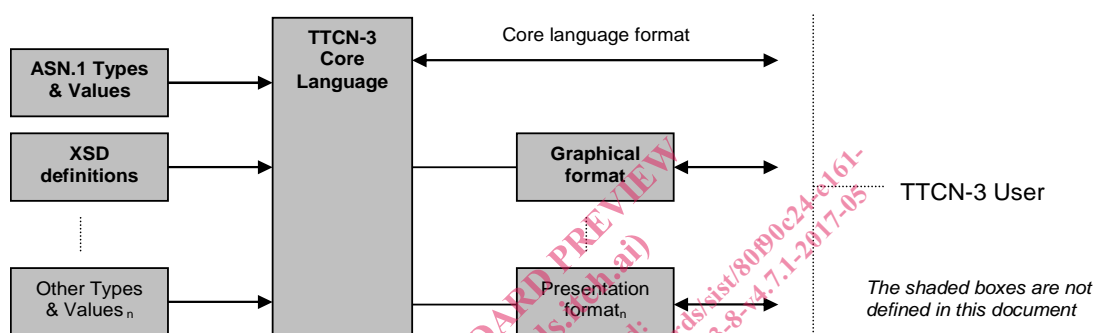 TTCN-3
Core
Language
Core language format
ASN.1 Types
& Values
XSD
definitions
Graphical
format
TTCN-3 User
Other Types
& Values n
Presentation
format n
The shaded boxes are not
defined in this document